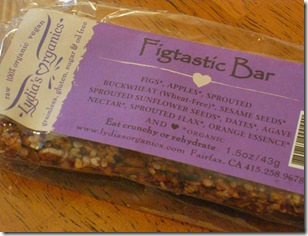 raw 100% organic vegan
Lydia's Organics
grainless, gluten, sugar & oil free
Figtastic Bar
FIGS*, APPLES*, SPROUTED
BUCKWHEAT (Wheat-Free)*, SESAME SEEDS*
SPROUTED SUNFLOWER SEEDS*, DATES*, AGAVE
NECTAR*, SPROUTED FLAX*, ORANGE ESSENCE*
AND *ORGANIC
Eat crunchy or rehydrate
1.5oz/43g
www.lydiasorganics.com Fairfax, CA 415.258.9678